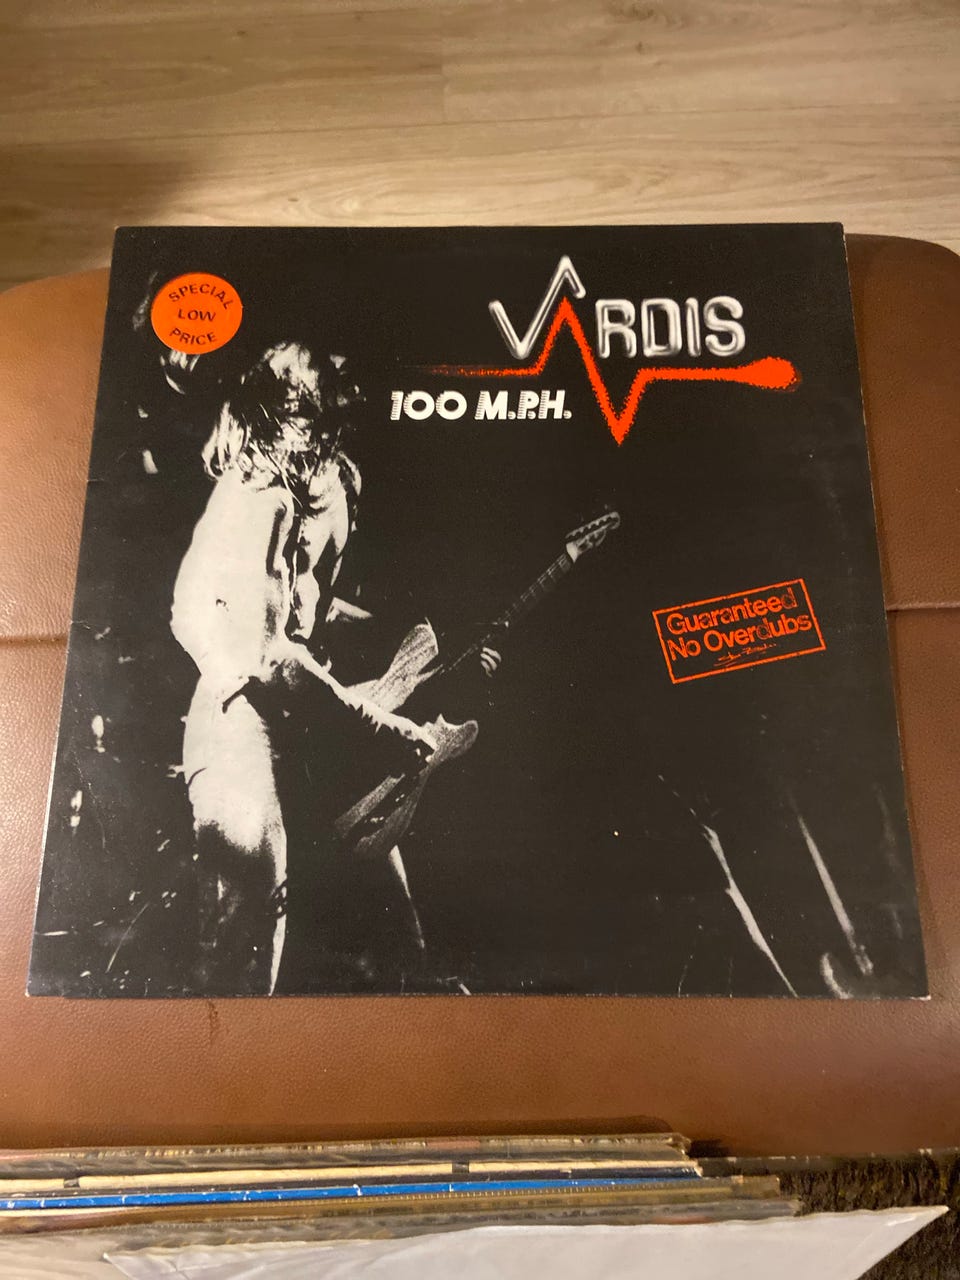 SPECIAL
LOW
PRICE
VARDIS
100 M.P.H.
Guaranteed
No Overdubs